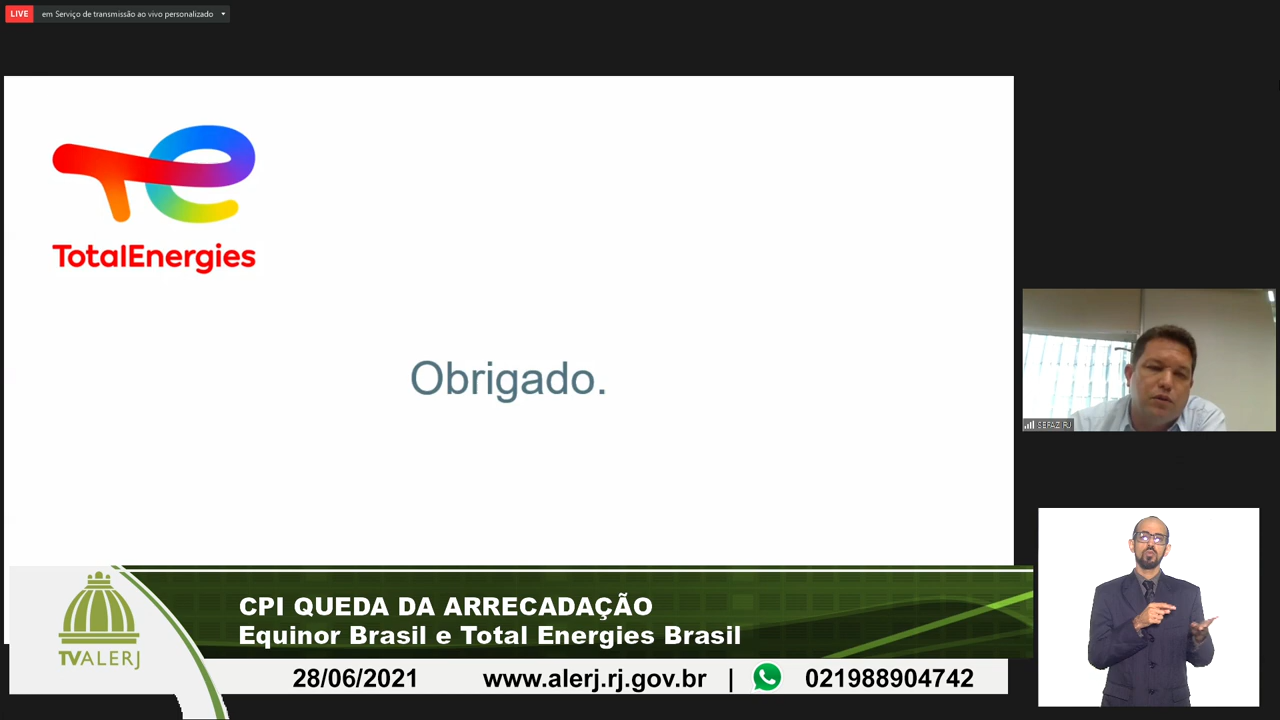 LIVE em Serviço de transmissão ao vivo personalizado
TotalEnergies
Obrigado.
SEFAZ RJ
CPI QUEDA DA ARRECADAÇÃO
Equinor Brasil e Total Energies Brasil
TVALERJ
28/06/2021 www.alerj.rj.gov.br | 021988904742